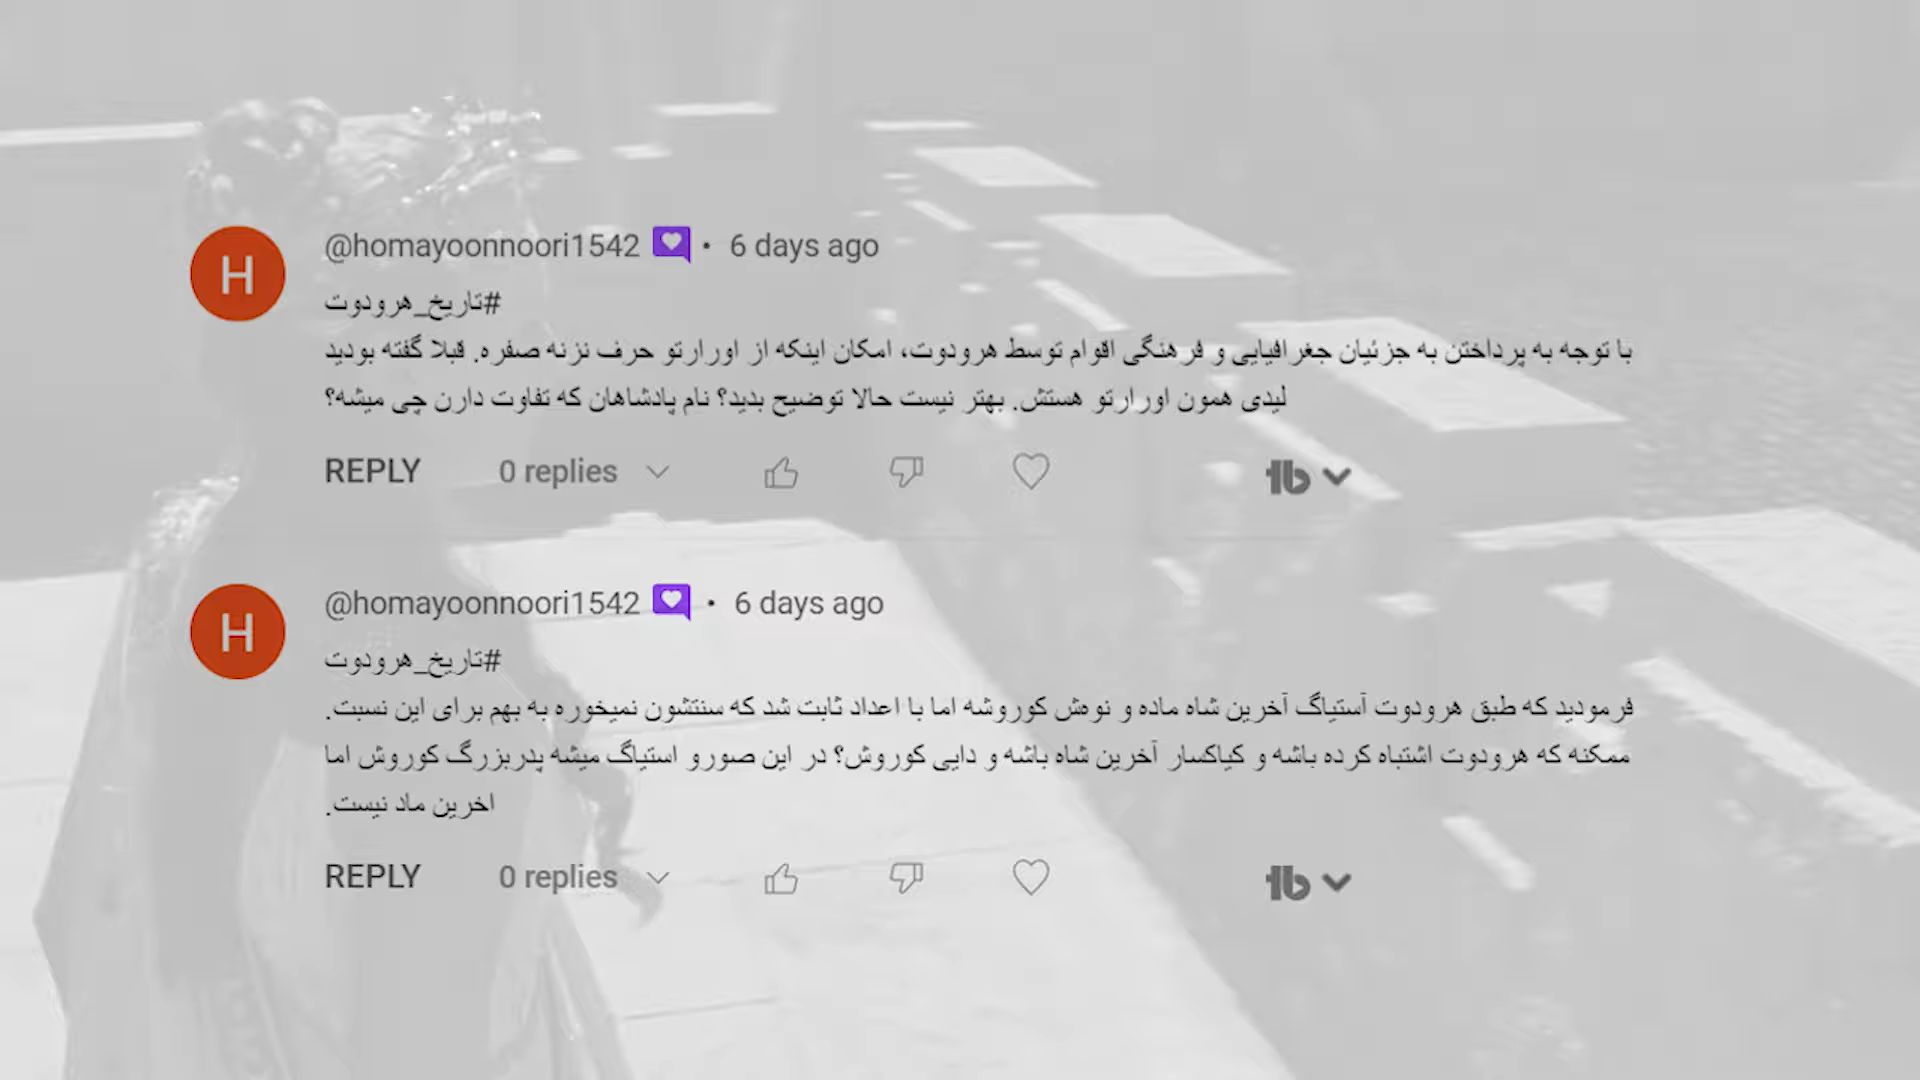 @homayoonnoori1542 • 6 days ago
#تاریخ_هرودوت
با توجه به پرداختن به جزئیان جغرافیایی و فرهنگی اقوام توسط هرودوت، امکان اینکه از اورارتو حرف نزنه صفره. قبلا گفته بودید
لیدی همون اورارتو هستش. بهتر نیست حالا توضیح بدید؟ نام پادشاهان که تفاوت دارن چی میشه؟
REPLY 0 replies
H
@homayoonnoori1542 • 6 days ago
#تاریخ_هرودوت
فرمودید که طبق هرودوت آستیاگ آخرین شاه ماده و نوه‌ش کوروشه اما با اعداد ثابت شد که سنتشون نمیخوره به بهم برای این نسبت.
ممکنه که هرودوت اشتباه کرده باشه و کیاکسار آخرین شاه باشه و دایی کوروش؟ در این صورو استیاگ میشه پدربزرگ کوروش اما
اخرین ماد نیست.
REPLY 0 replies
H